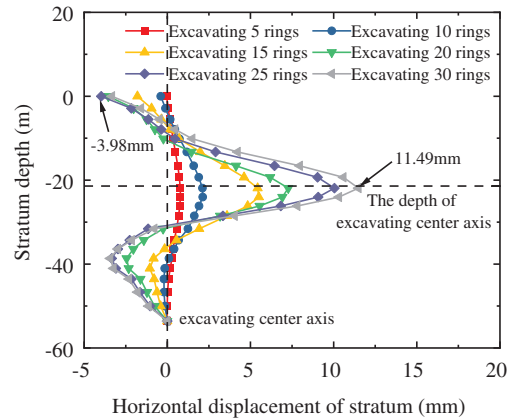 20
0
-20
-40
-60
Stratum depth (m)
Excavating 5 rings
Excavating 10 rings
Excavating 15 rings
Excavating 20 rings
Excavating 25 rings
Excavating 30 rings
-3.98mm
11.49mm
The depth of
excavating center axis
excavating center axis
-5
0
5
10
15
20
Horizontal displacement of stratum (mm)